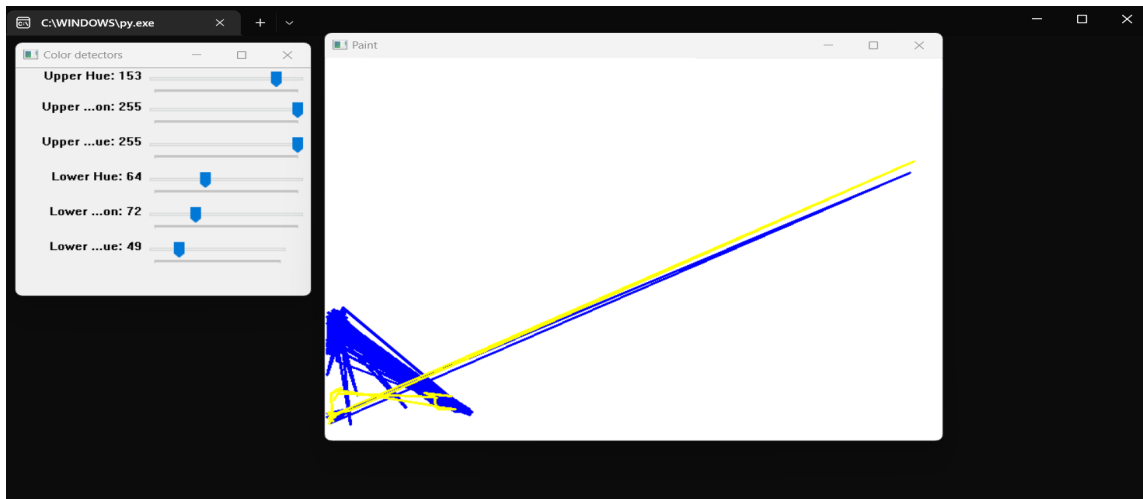 C:\WINDOWS\py.exe
Color detectors
Upper Hue: 153
Upper ...on: 255
Upper ...ue: 255
Lower Hue: 64
Lower ...on: 72
Lower ...ue: 49
Paint